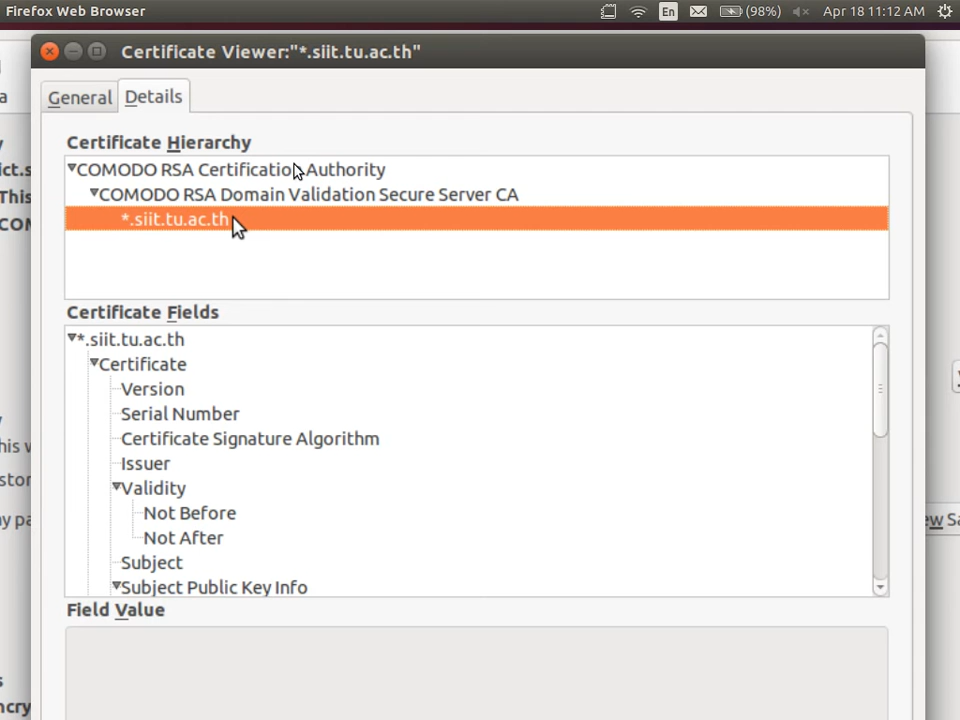 Firefox Web Browser
En
(98%)
Apr 18 11:12 AM
Certificate Viewer:"*.siit.tu.ac.th"
General
Details
Certificate Hierarchy
COMODO RSA Certification Authority
COMODO RSA Domain Validation Secure Server CA
*.siit.tu.ac.th
Certificate Fields
*.siit.tu.ac.th
Certificate
Version
Serial Number
Certificate Signature Algorithm
Issuer
Validity
Not Before
Not After
Subject
Subject Public Key Info
Field Value
This